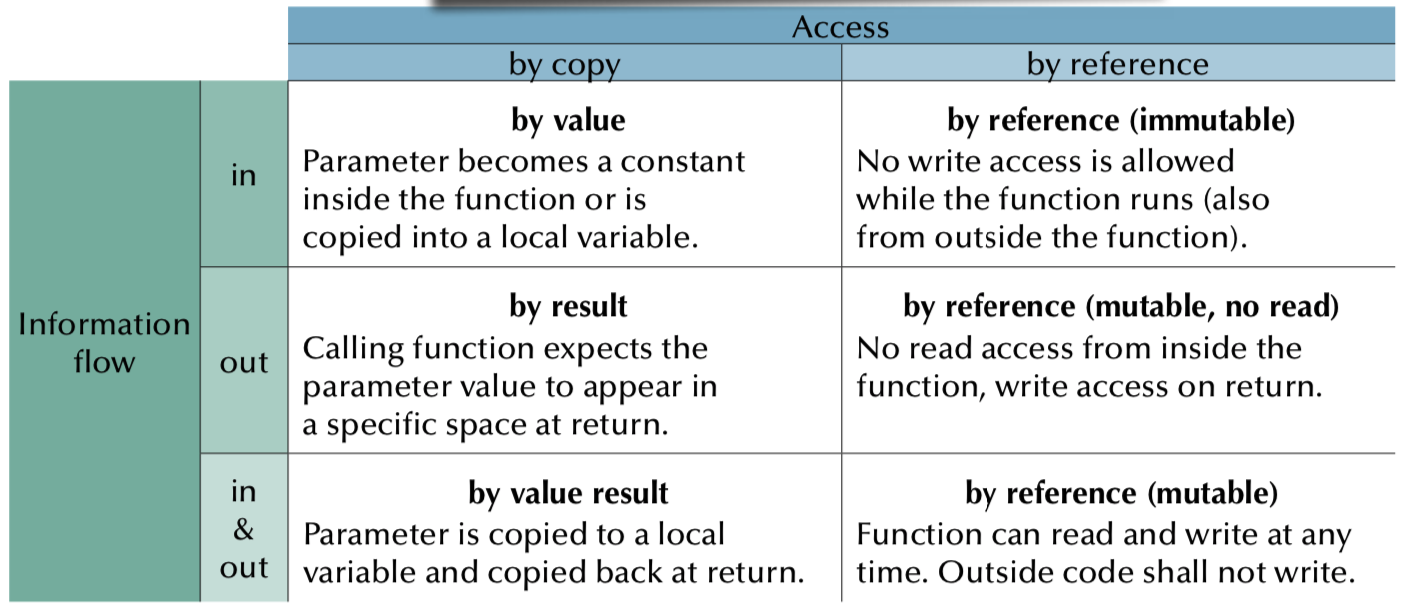 Access
by copy
by reference
Information
flow
in
by value
Parameter becomes a constant
inside the function or is
copied into a local variable.
by reference (immutable)
No write access is allowed
while the function runs (also
from outside the function).
out
by result
Calling function expects the
parameter value to appear in
a specific space at return.
by reference (mutable, no read)
No read access from inside the
function, write access on return.
in
&
out
by value result
Parameter is copied to a local
variable and copied back at return.
by reference (mutable)
Function can read and write at any
time. Outside code shall not write.